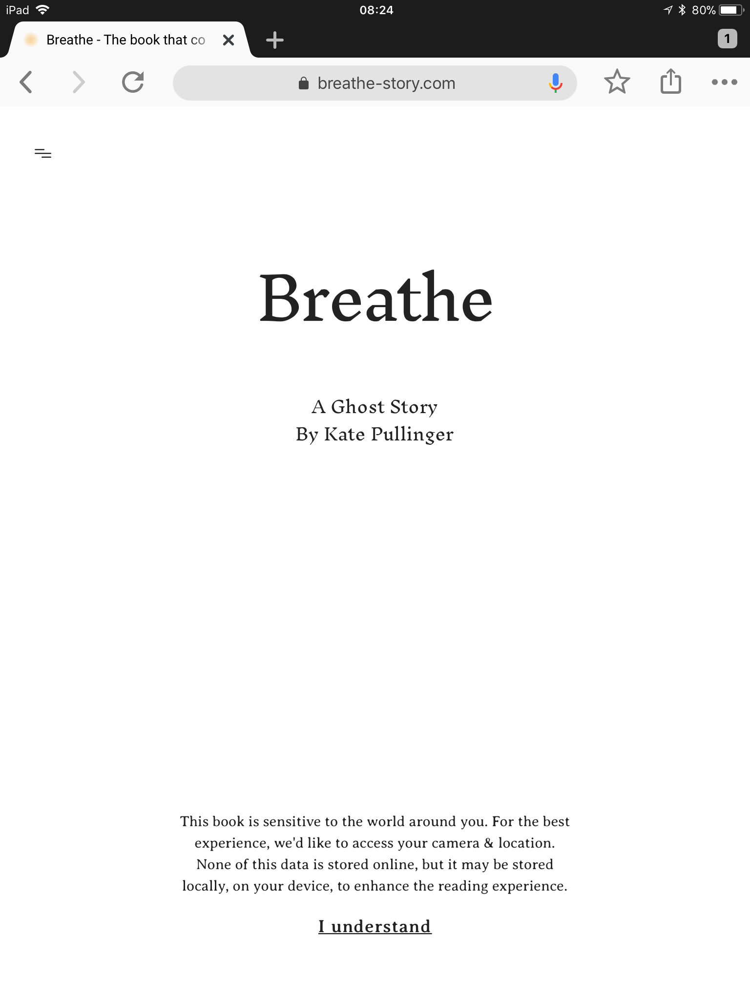 iPad 08:24 80%
Breathe - The book that co
1
breathe-story.com
Breathe
A Ghost Story
By Kate Pullinger
This book is sensitive to the world around you. For the best
experience, we'd like to access your camera & location.
None of this data is stored online, but it may be stored
locally, on your device, to enhance the reading experience.
I understand